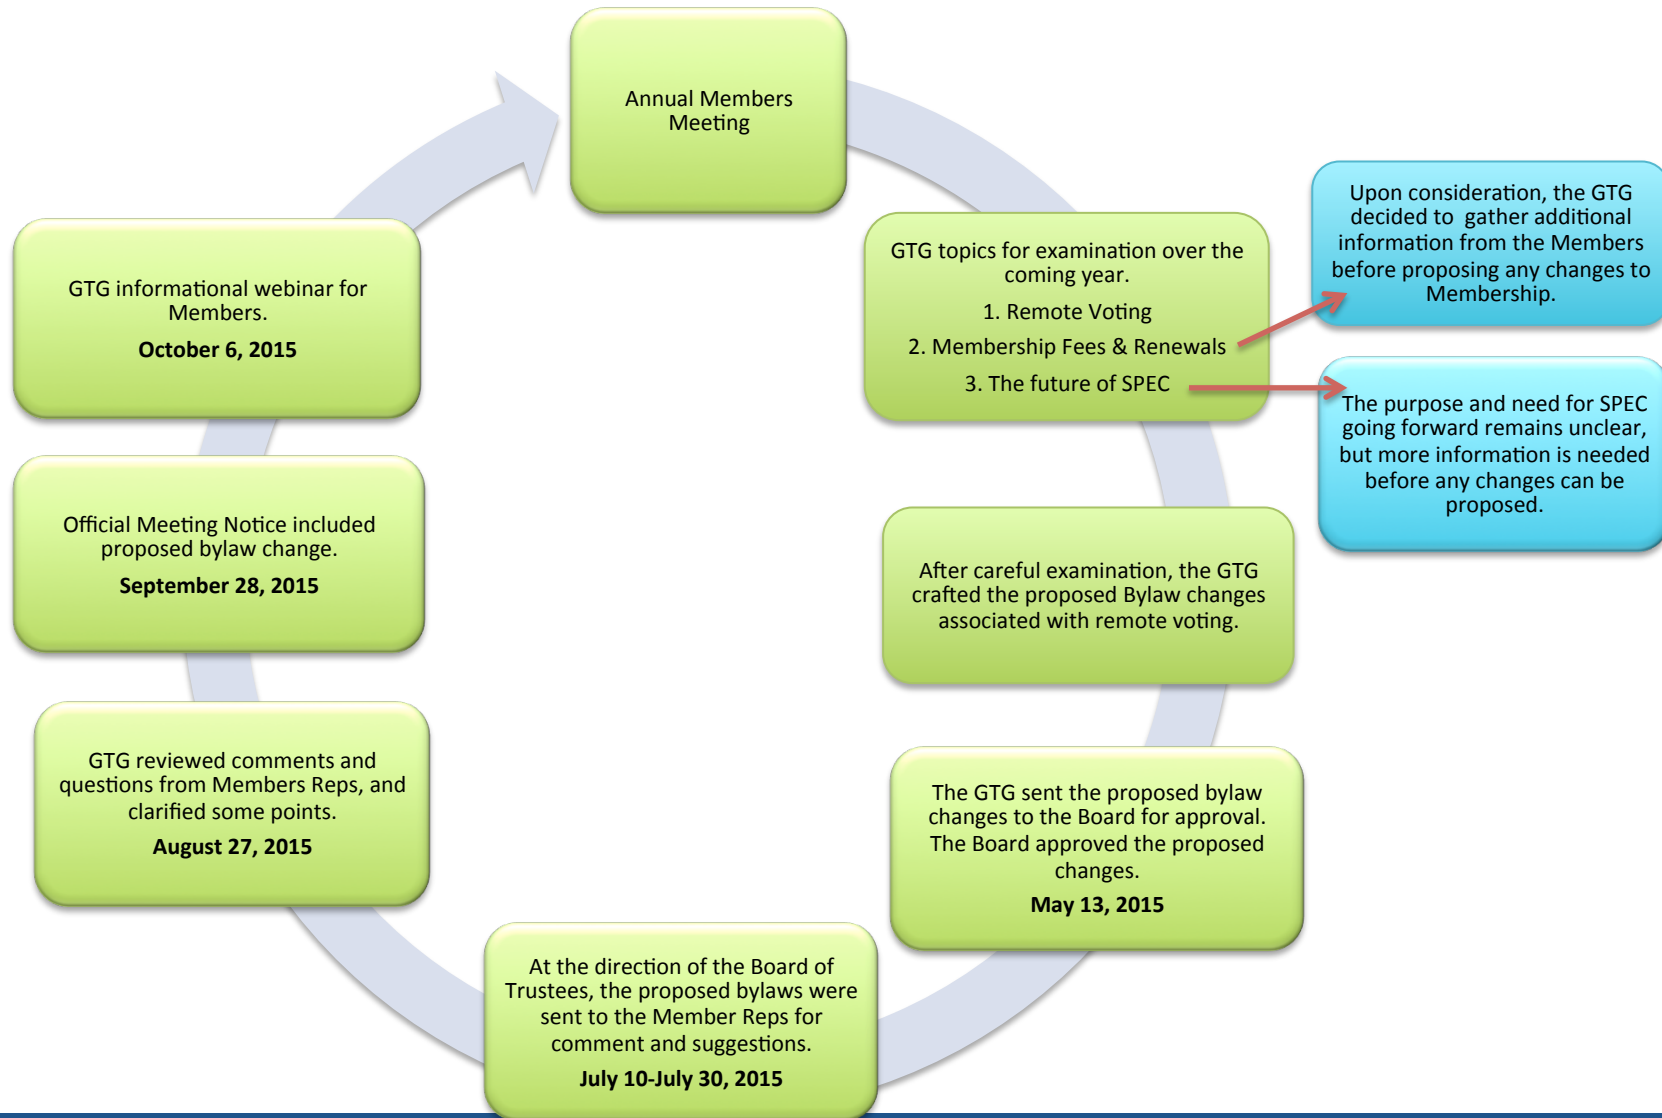 Annual Members
Meeting
GTG topics for examination over the
coming year.
1. Remote Voting
2. Membership Fees & Renewals
3. The future of SPEC
Upon consideration, the GTG
decided to  gather additional
information from the Members
before proposing any changes to
Membership.
The purpose and need for SPEC
going forward remains unclear,
but more information is needed
before any changes can be
proposed.
After careful examination, the GTG
crafted the proposed Bylaw changes
associated with remote voting.
The GTG sent the proposed bylaw
changes to the Board for approval.
The Board approved the proposed
changes.
May 13, 2015
At the direction of the Board of
Trustees, the proposed bylaws were
sent to the Member Reps for
comment and suggestions.
July 10-July 30, 2015
GTG reviewed comments and
questions from Members Reps, and
clarified some points.
August 27, 2015
Official Meeting Notice included
proposed bylaw change.
September 28, 2015
GTG informational webinar for
Members.
October 6, 2015